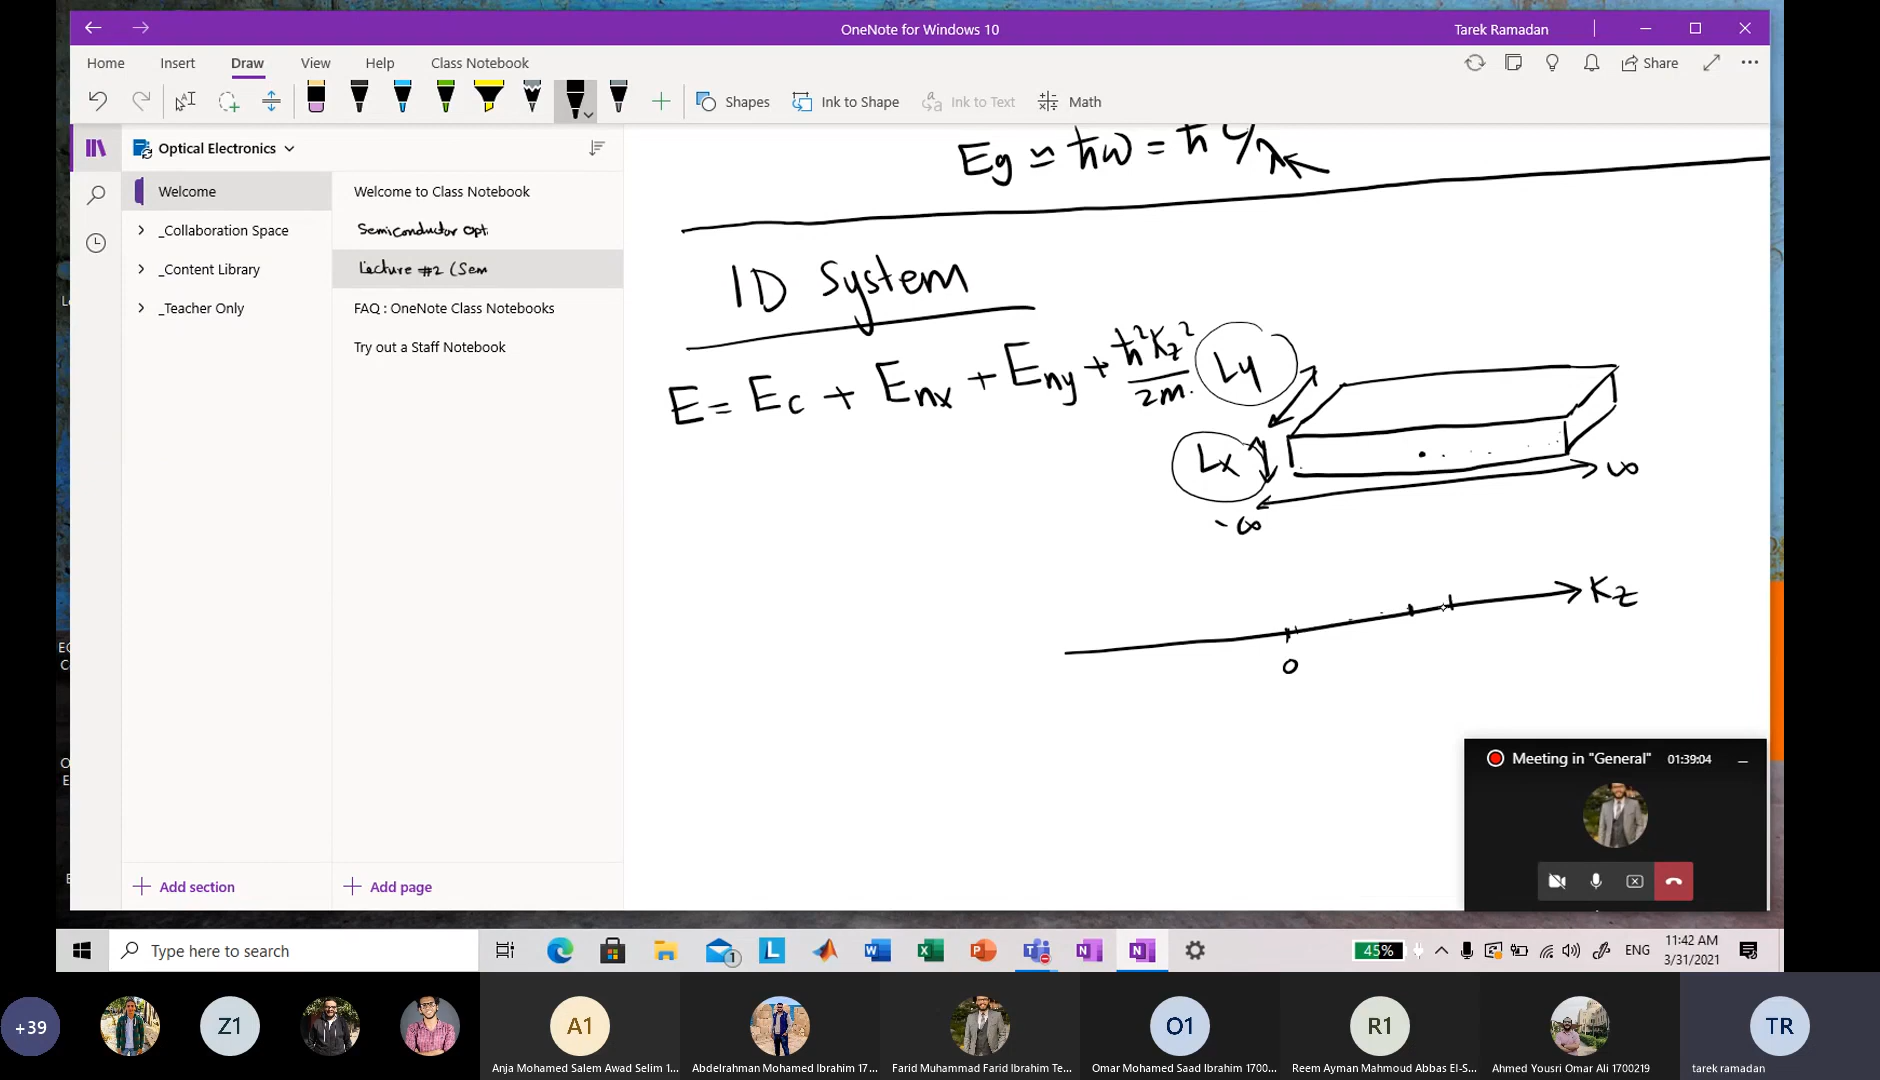 OneNote for Windows 10
Tarek Ramadan
Home Insert Draw View Help Class Notebook
Share
Shapes Ink to Shape Ink to Text Math
Optical Electronics
Welcome
_Collaboration Space
_Content Library
_Teacher Only
Welcome to Class Notebook
Semiconductor Opti
Lecture #2 (Sem
FAQ : OneNote Class Notebooks
Try out a Staff Notebook
Add section
Add page
Eg ≃ ħω = ħ c/λ
1D System
E = Ec + Enx + Eny + ħ²Kz²/2m
Ly
Lx
∞
-∞
Kz
0
Meeting in "General" 01:39:04
Type here to search
1
45%
ENG
11:42 AM
3/31/2021
+39
Z1
A1
O1
R1
TR
Anja Mohamed Salem Awad Selim 1...
Abdelrahman Mohamed Ibrahim 17...
Farid Muhammad Farid Ibrahim Te...
Omar Mohamed Saad Ibrahim 1700...
Reem Ayman Mahmoud Abbas El-S...
Ahmed Yousri Omar Ali 1700219
tarek ramadan